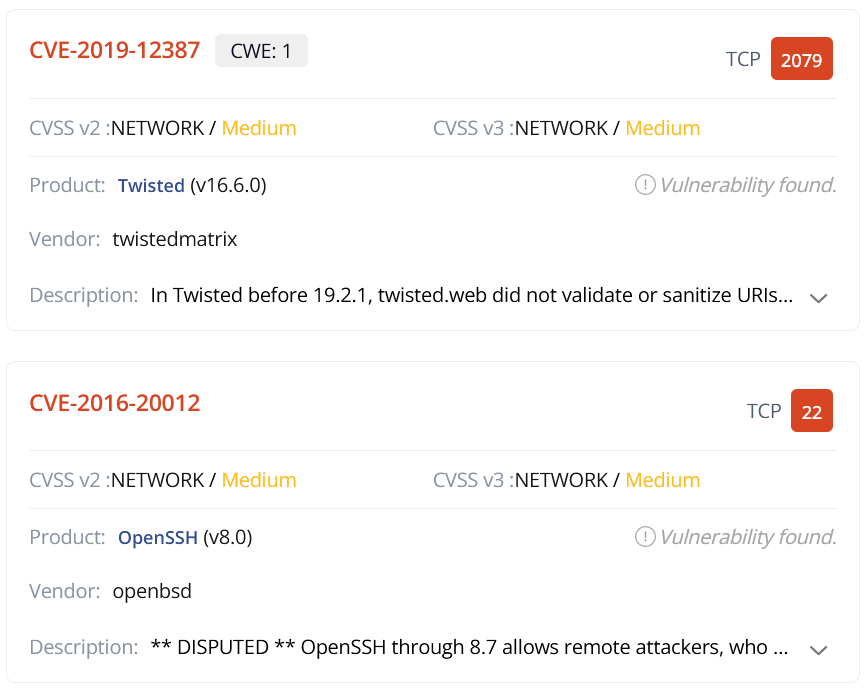 CVE-2019-12387 CWE: 1 TCP 2079
CVSS v2 :NETWORK / Medium CVSS v3 :NETWORK / Medium
Product: Twisted (v16.6.0) Vulnerability found.
Vendor: twistedmatrix
Description: In Twisted before 19.2.1, twisted.web did not validate or sanitize URIs...
CVE-2016-20012 TCP 22
CVSS v2 :NETWORK / Medium CVSS v3 :NETWORK / Medium
Product: OpenSSH (v8.0) Vulnerability found.
Vendor: openbsd
Description: ** DISPUTED ** OpenSSH through 8.7 allows remote attackers, who ...